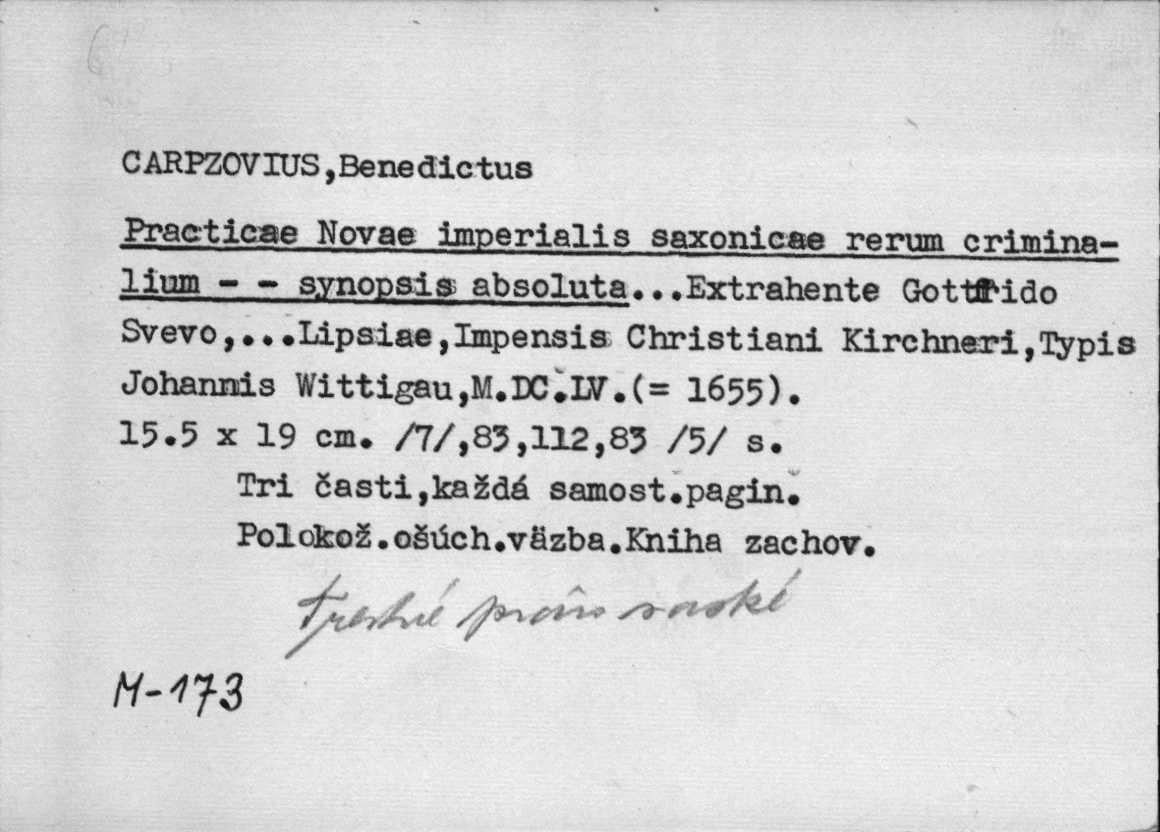 CARPZOVIUS,Benedictus
Practicae Novae imperialis saxonicae rerum crimina-
lium - - synopsis absoluta...Extrahente Gottfrido
Svevo,...Lipsiae,Impensis Christiani Kirchneri,Typis
Johannis Wittigau,M.DC.LV.(= 1655).
15.5 x 19 cm. /7/,83,112,83 /5/ s.
Tri časti,každá samost.pagin.
Polokož.ošúch.väzba.Kniha zachov.
Trestné právo saské
M-173